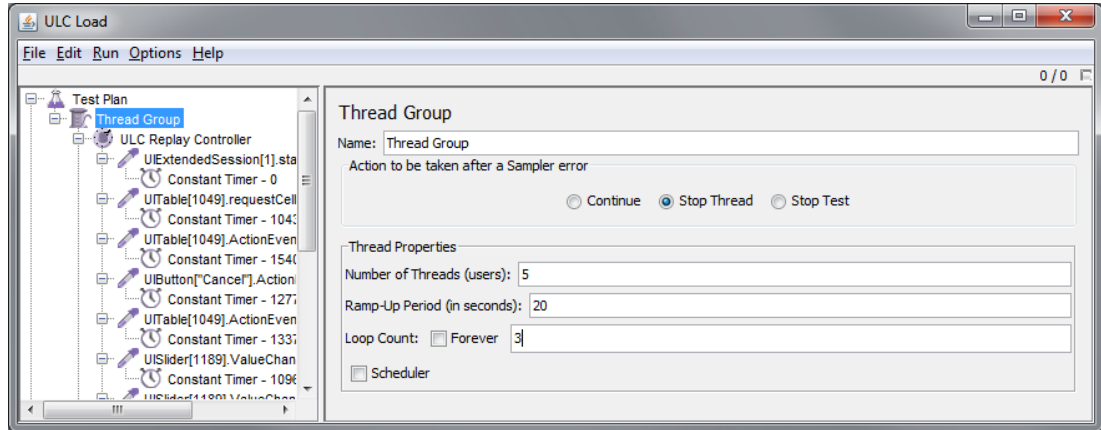 ULC Load
File Edit Run Options Help
0 / 0
Test Plan
Thread Group
ULC Replay Controller
UIExtendedSession[1].sta
Constant Timer - 0
UITable[1049].requestCell
Constant Timer - 1043
UITable[1049].ActionEven
Constant Timer - 1540
UIButton["Cancel"].Action
Constant Timer - 1277
UITable[1049].ActionEven
Constant Timer - 1337
UISlider[1189].ValueChan
Constant Timer - 1096
UISlider[1189].ValueChan
Thread Group
Name: Thread Group
Action to be taken after a Sampler error
Continue Stop Thread Stop Test
Thread Properties
Number of Threads (users): 5
Ramp-Up Period (in seconds): 20
Loop Count: Forever 3
Scheduler